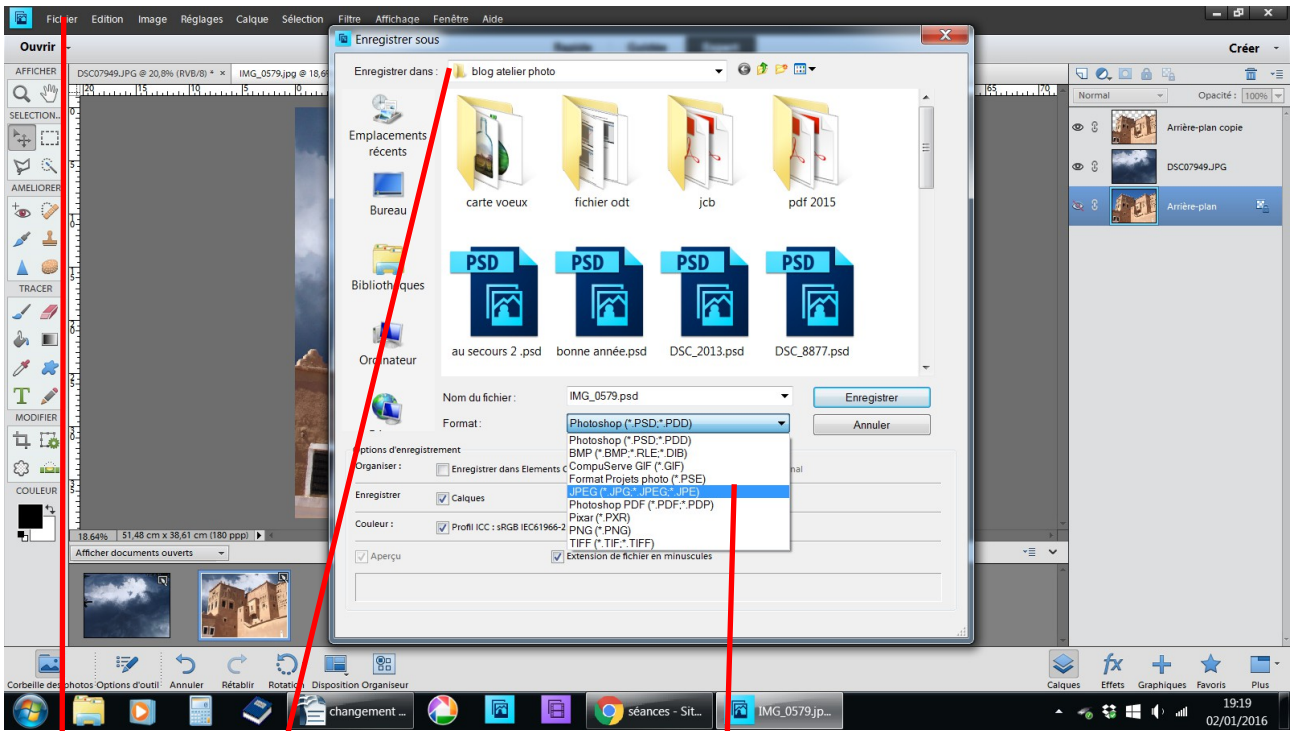 Fichier Edition Image Réglages Calque Sélection Filtre Affichage Fenêtre Aide
Ouvrir
Créer
AFFICHER
SELECTION...
AMELIORER
TRACER
MODIFIER
COULEUR
DSC07949.JPG @ 20,8% (RVB/8) * × IMG_0579.jpg @ 18,6%
Enregistrer sous
Enregistrer dans : blog atelier photo
Emplacements récents
Bureau
Bibliothèques
Ordinateur
carte voeux fichier odt jcb pdf 2015
PSD PSD PSD PSD
au secours 2 .psd bonne année.psd DSC_2013.psd DSC_8877.psd
Nom du fichier : IMG_0579.psd Enregistrer
Format : Photoshop (*.PSD;*.PDD) Annuler
Photoshop (*.PSD;*.PDD)
BMP (*.BMP;*.RLE;*.DIB)
CompuServe GIF (*.GIF)
Format Projets photo (*.PSE)
JPEG (*.JPG;*.JPEG;*.JPE)
Photoshop PDF (*.PDF;*.PDP)
Pixar (*.PXR)
PNG (*.PNG)
TIFF (*.TIF;*.TIFF)
Options d'enregistrement
Organiser : Enregistrer dans Elements
Enregistrer Calques
Couleur : Profil ICC : sRGB IEC61966-2
Aperçu Extension de fichier en minuscules
Normal Opacité : 100%
Arrière-plan copie
DSC07949.JPG
Arrière-plan
18.64% 51,48 cm x 38,61 cm (180 ppp)
Afficher documents ouverts
Corbeille des photos Options d'outil Annuler Rétablir Rotation Disposition Organiseur
Calques Effets Graphiques Favoris Plus
changement ... séances - Sit... IMG_0579.jp...
19:19
02/01/2016